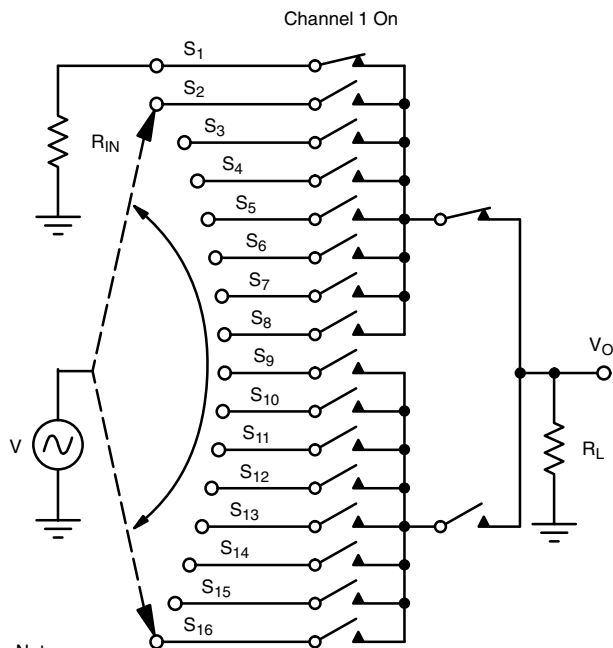 Channel 1 On
S1
S2
RIN
S3
S4
S5
S6
S7
S8
VO
S9
S10
V
S11
RL
S12
S13
S14
S15
S16